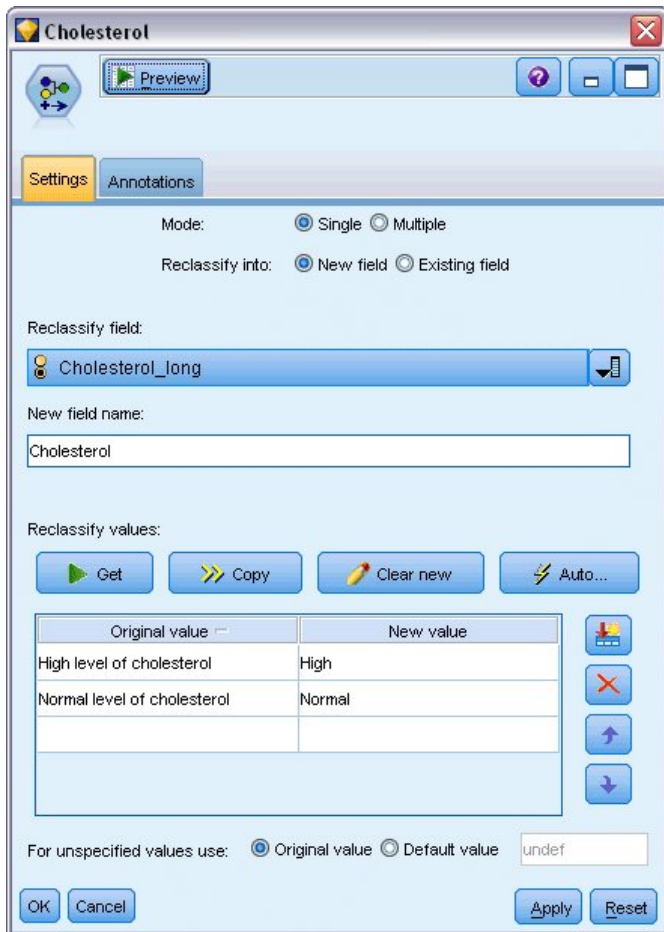 Cholesterol
Preview
Settings Annotations
Mode: Single Multiple
Reclassify into: New field Existing field
Reclassify field:
Cholesterol_long
New field name:
Cholesterol
Reclassify values:
Get Copy Clear new Auto...
Original value New value
High level of cholesterol High
Normal level of cholesterol Normal
For unspecified values use: Original value Default value undef
OK Cancel Apply Reset